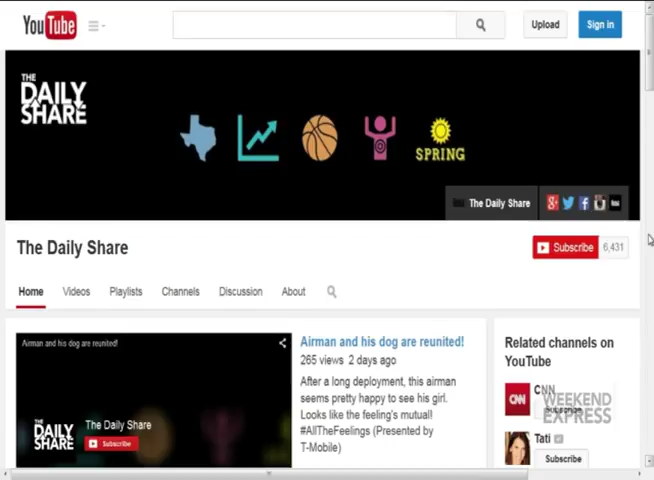 YouTube
Upload
Sign in
THE
DAILY
SHARE
SPRING
The Daily Share
The Daily Share
Subscribe 6,431
Home Videos Playlists Channels Discussion About
Airman and his dog are reunited!
THE
DAILY
SHARE
The Daily Share
Subscribe
Airman and his dog are reunited!
265 views 2 days ago
After a long deployment, this airman
seems pretty happy to see his girl.
Looks like the feeling's mutual!
#AllTheFeelings (Presented by
T-Mobile)
Related channels on
YouTube
CNN
CNN
Subscribe
WEEKEND
EXPRESS
Tati
Subscribe